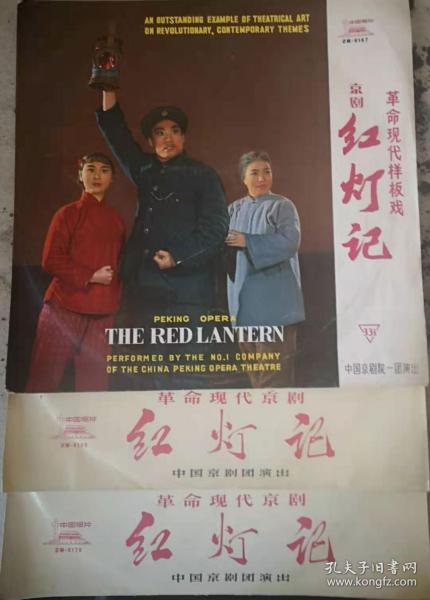 AN OUTSTANDING EXAMPLE OF THEATRICAL ART
ON REVOLUTIONARY, CONTEMPORARY THEMES
京剧
红灯记
革命现代样板戏
33⅓
中国京剧院一团演出
PEKING OPERA
THE RED LANTERN
PERFORMED BY THE NO.1 COMPANY
OF THE CHINA PEKING OPERA THEATRE
革命现代京剧
红灯记
中国京剧团演出
中国唱片
革命现代京剧
红灯记
中国京剧团演出
中国唱片
孔夫子旧书网
www.kongfz.com